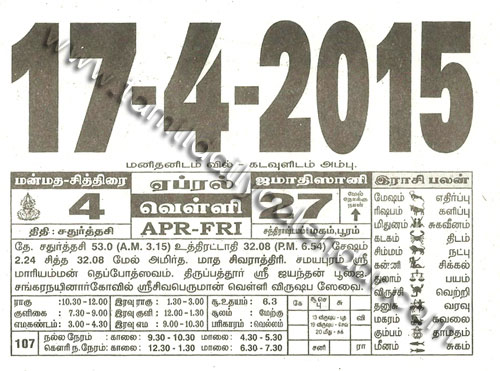 17-4-2015
மனிதனிடம் வில் - கடவுளிடம் அம்பு.
மன்மத-சித்திரை ஏப்ரல் ஜமாதிஸானி மேல் நோக்கு நாள் இராசி பலன்
4 வெள்ளி 27
திதி : சதுர்த்தசி APR-FRI சந்திராஷ்டமம்-மகம்,பூரம்
தே. சதுர்த்தசி 53.0 (A.M. 3.15) உத்திரட்டாதி 32.08 (P.M. 6.54) சேஷம்
2.24 சித்த 32.08 மேல் அமிர்த. மாத சிவராத்திரி. சமயபுரம் ஸ்ரீ
மாரியம்மன் தெப்போத்ஸவம். திருப்பத்தூர் ஸ்ரீ ஜயந்தன் பூஜை
சங்கரநயினார்கோவில் ஸ்ரீசிவபெருமான் வெள்ளி விருஷப ஸேவை.
மேஷம் எதிர்ப்பு
ரிஷபம் களிப்பு
மிதுனம் சுகவீனம்
கடகம் திடம்
சிம்மம் நட்பு
கன்னி சிக்கல்
துலாம் பயம்
விருச். வெற்றி
தனுசு வரவு
மகரம் கவலை
கும்பம் தாமதம்
மீனம் சுகம்
ராகு :10.30 - 12.00 இரவு ராகு : 1.30 - 3.00 சூ.உதயம் : 6.3
குளிகை : 7.30 - 9.00 இரவு குளி - 1.30 சூலம் : மேற்கு
எமகண்டம் : 3.00 - 4.30 இரவு எம - 9.00 - 10.30 பரிகாரம் : வெல்லம்
107 நல்ல நேரம் : காலை: 9.30 - 10.30 மாலை: 4.30 - 5.30
கௌரி ந.நேரம்: காலை: 12.30 - 1.30 மாலை: 6.30 - 7.30
கே சூ செ சு
வி
சனி ரா
www.tamildailycalendar